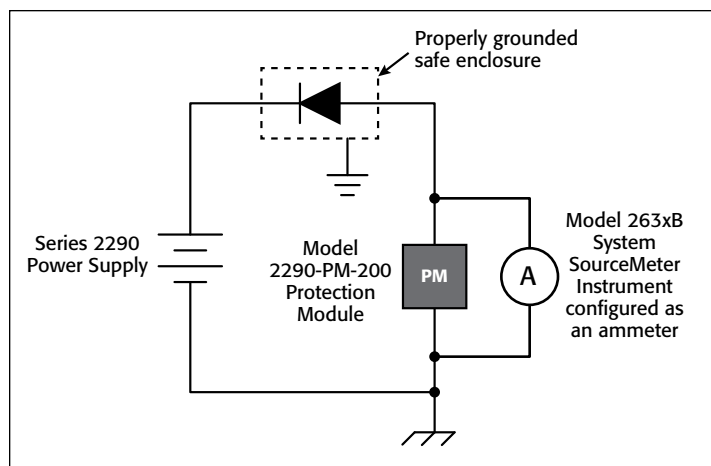 Properly grounded
safe enclosure
Series 2290
Power Supply
Model
2290-PM-200
Protection
Module
PM
A
Model 263xB
System
SourceMeter
Instrument
configured as
an ammeter